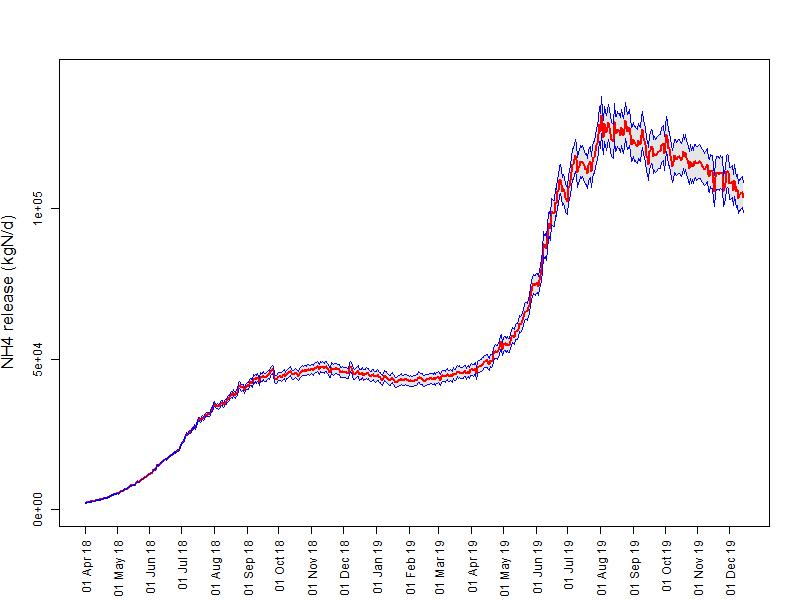 NH4 release (kgN/d)
1e+05
5e+04
0e+00
01 Apr 18
01 May 18
01 Jun 18
01 Jul 18
01 Aug 18
01 Sep 18
01 Oct 18
01 Nov 18
01 Dec 18
01 Jan 19
01 Feb 19
01 Mar 19
01 Apr 19
01 May 19
01 Jun 19
01 Jul 19
01 Aug 19
01 Sep 19
01 Oct 19
01 Nov 19
01 Dec 19